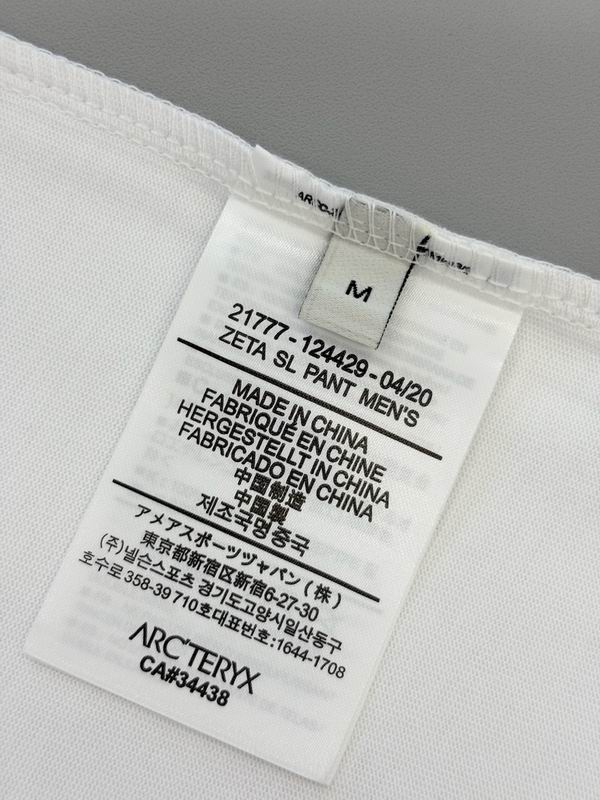 M
21777-124429-04/20
ZETA SL PANT MEN'S
MADE IN CHINA
FABRIQUÉ EN CHINE
HERGESTELLT IN CHINA
FABRICADO EN CHINA
中国制造
中國製
제조국명중국
アメアスポーツヅャパン(株)
東京都新宿区新宿6-27-30
(주)넬슨스포츠 경기도고양시일산동구
호수로358-39 710호대표번호:1644-1708
ARC'TERYX
CA#34438